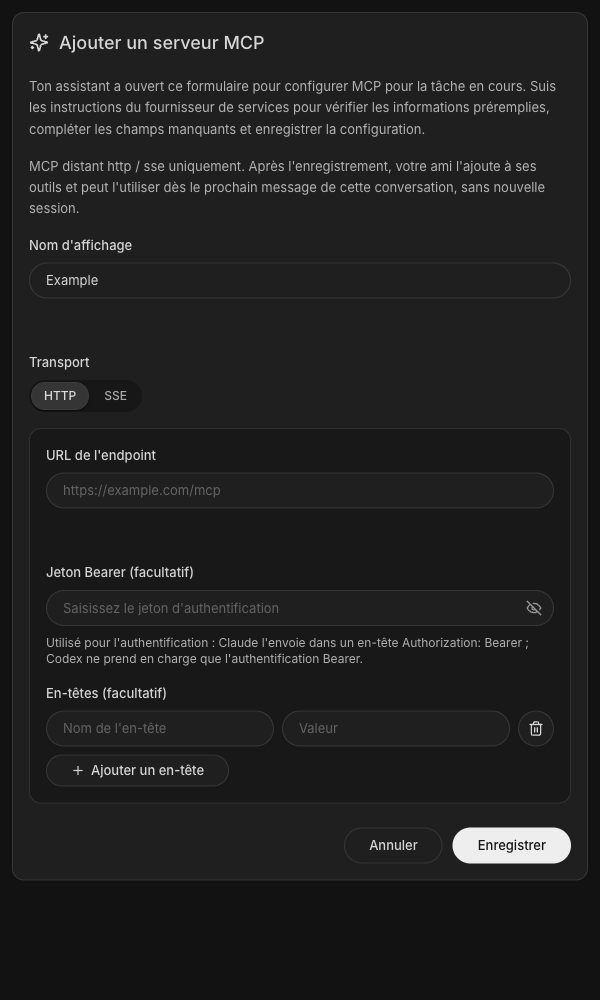 Ajouter un serveur MCP
Ton assistant a ouvert ce formulaire pour configurer MCP pour la tâche en cours. Suis
les instructions du fournisseur de services pour vérifier les informations préremplies,
compléter les champs manquants et enregistrer la configuration.
MCP distant http / sse uniquement. Après l'enregistrement, votre ami l'ajoute à ses
outils et peut l'utiliser dès le prochain message de cette conversation, sans nouvelle
session.
Nom d'affichage
Example
Transport
HTTP SSE
URL de l'endpoint
https://example.com/mcp
Jeton Bearer (facultatif)
Saisissez le jeton d'authentification
Utilisé pour l'authentification : Claude l'envoie dans un en-tête Authorization: Bearer ;
Codex ne prend en charge que l'authentification Bearer.
En-têtes (facultatif)
Nom de l'en-tête Valeur
Ajouter un en-tête
Annuler Enregistrer